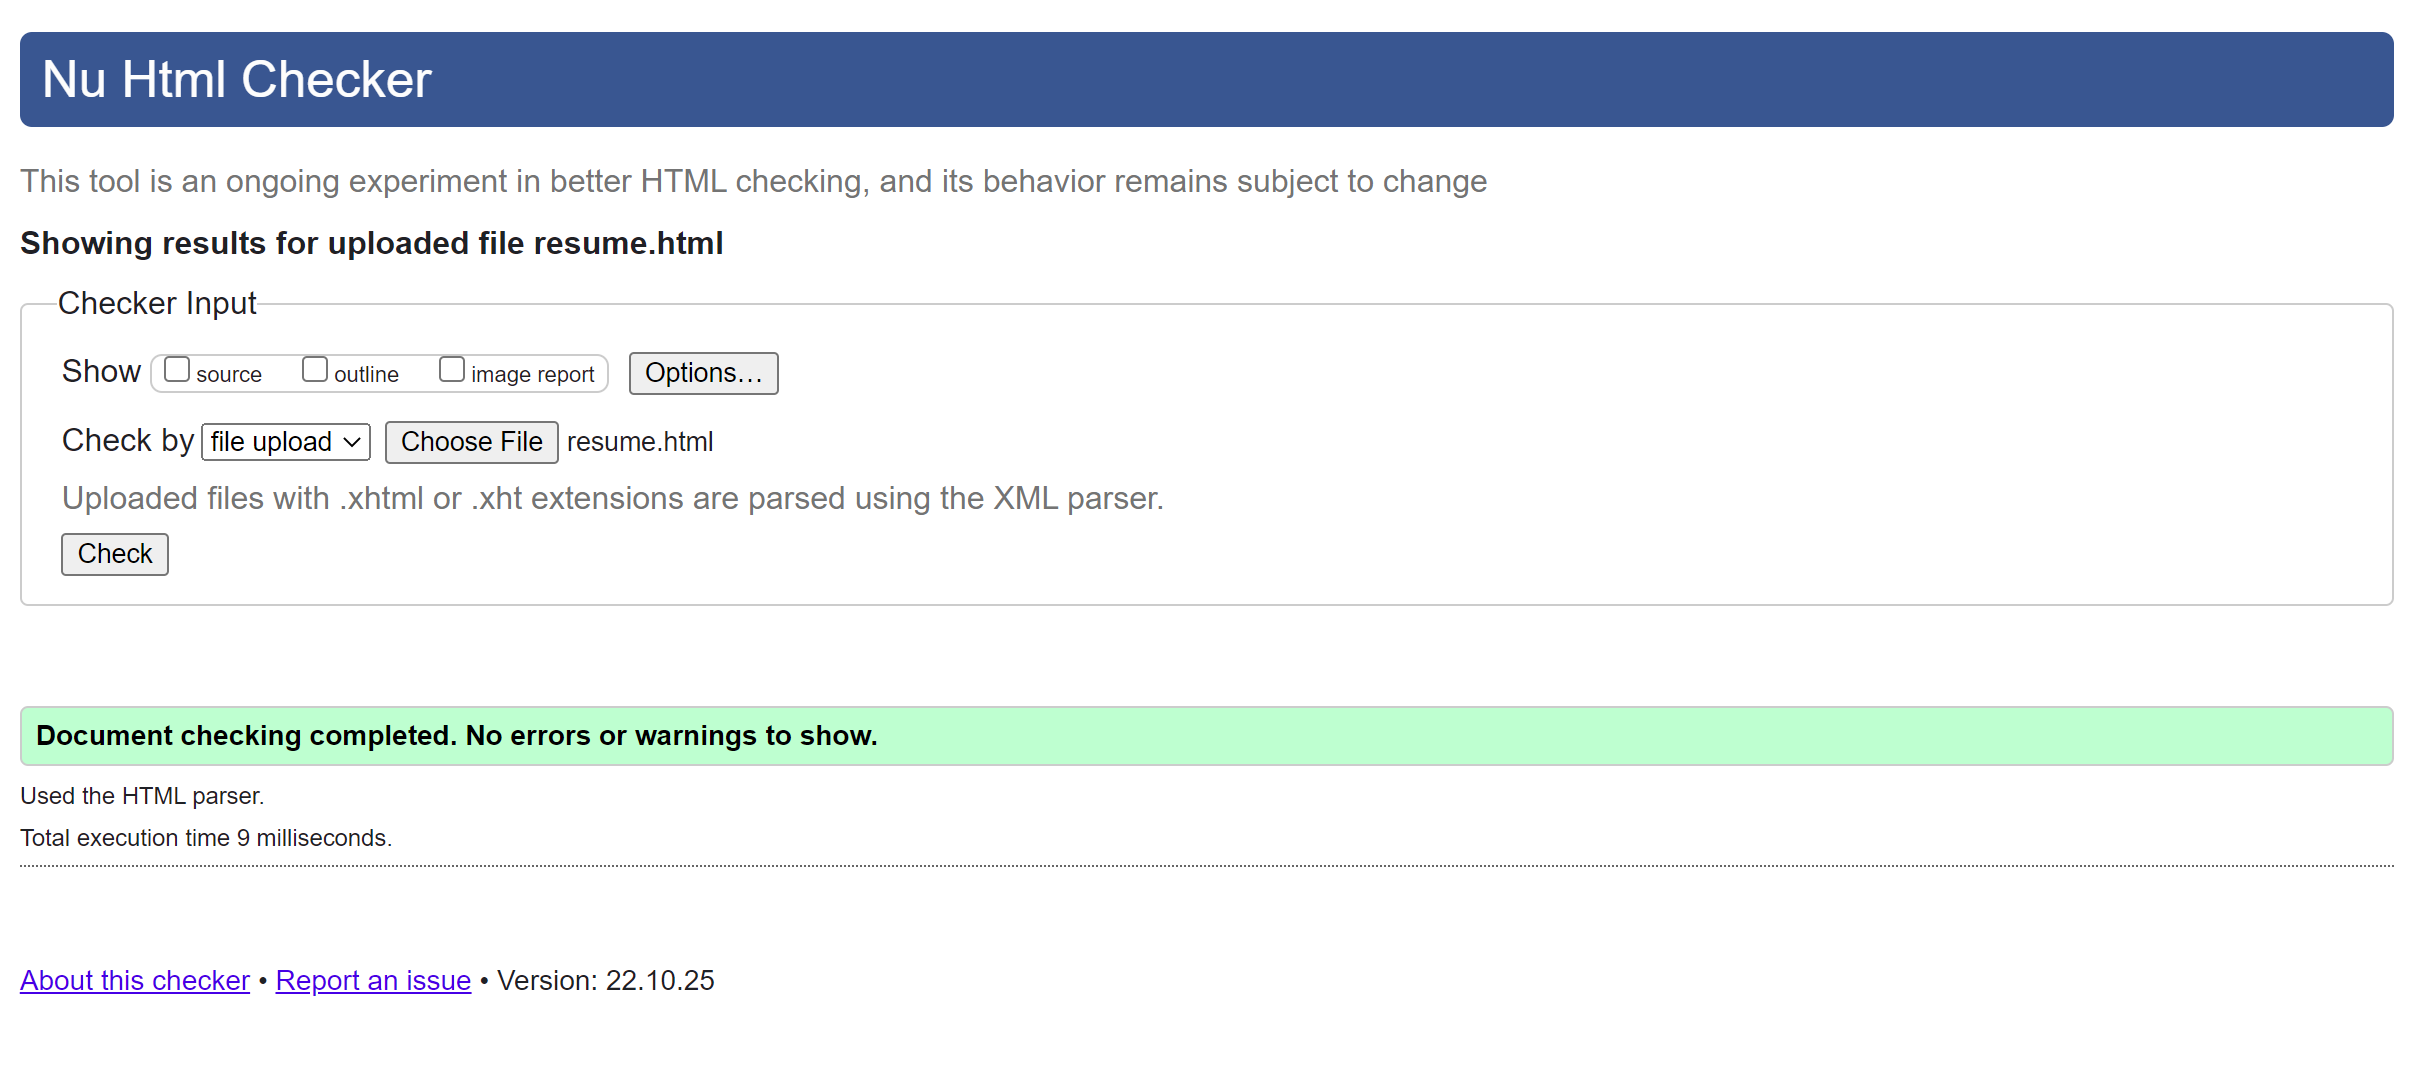 Nu Html Checker
This tool is an ongoing experiment in better HTML checking, and its behavior remains subject to change
Showing results for uploaded file resume.html
Checker Input
Show source outline image report Options…
Check by file upload Choose File resume.html
Uploaded files with .xhtml or .xht extensions are parsed using the XML parser.
Check
Document checking completed. No errors or warnings to show.
Used the HTML parser.
Total execution time 9 milliseconds.
About this checker • Report an issue • Version: 22.10.25